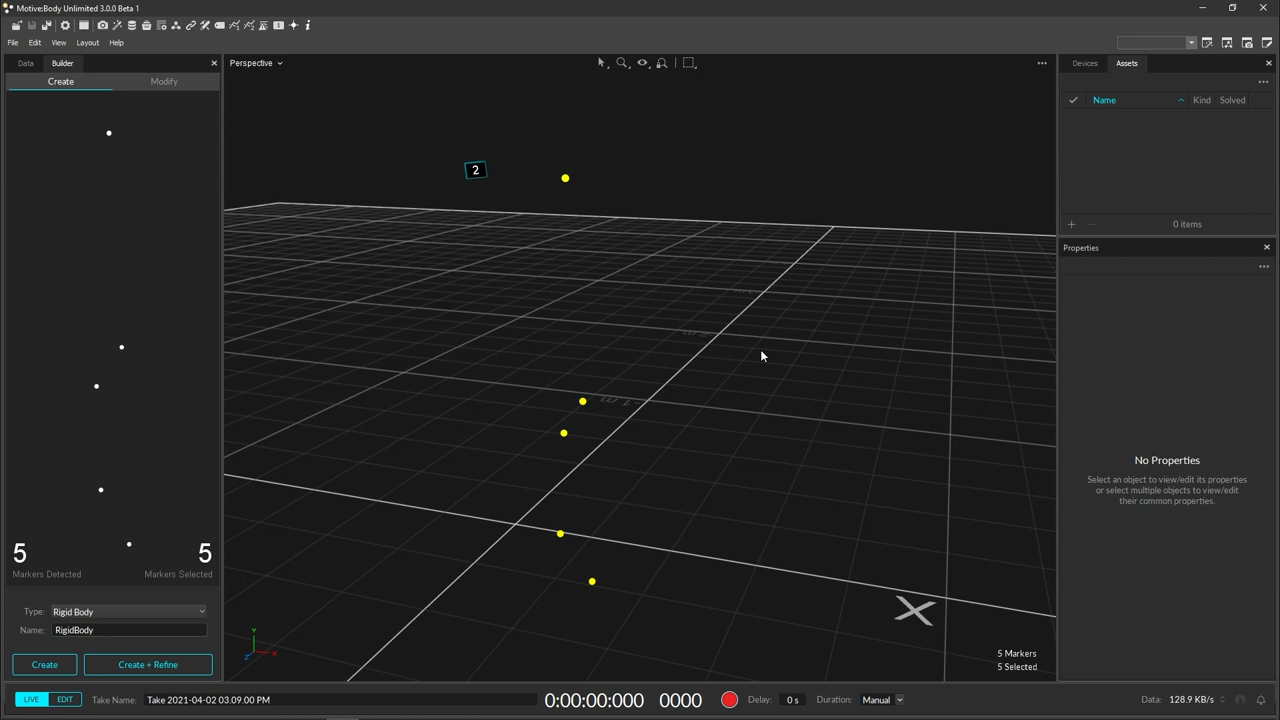 Motive:Body Unlimited 3.0.0 Beta 1
File Edit View Layout Help
Data Builder
Create Modify
5 5
Markers Detected Markers Selected
Type: Rigid Body
Name: RigidBody
Create Create + Refine
Perspective
2
-1 m
X
Y
Z X
5 Markers
5 Selected
Devices Assets
Name Kind Solved
0 items
Properties
No Properties
Select an object to view/edit its properties
or select multiple objects to view/edit
their common properties.
LIVE EDIT Take Name: Take 2021-04-02 03.09.00 PM 0:00:00:000 0000 Delay: 0 s Duration: Manual Data: 128.9 KB/s